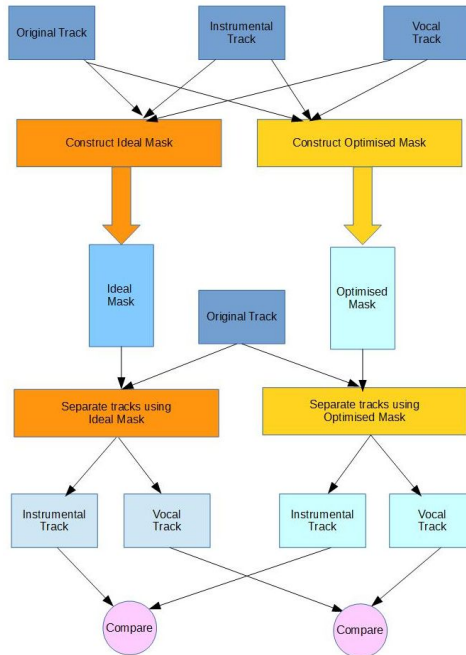 Original Track
Instrumental
Track
Vocal
Track
Construct Ideal Mask
Construct Optimised Mask
Ideal
Mask
Optimised
Mask
Original Track
Separate tracks using
Ideal Mask
Separate tracks using
Optimised Mask
Instrumental
Track
Vocal
Track
Instrumental
Track
Vocal
Track
Compare
Compare